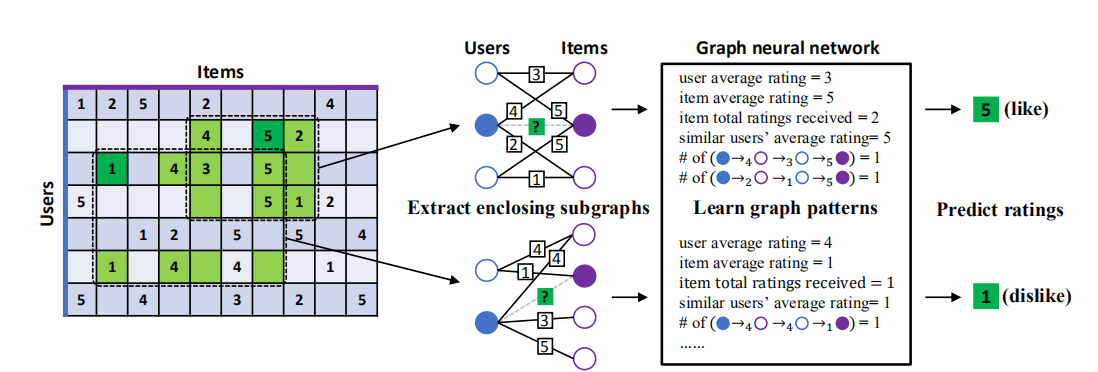 Items
Users
1 2 5 2 4
4 5 2
1 4 3 5
5 5 1 2
1 2 5 5 4
1 4 4 1
5 4 3 2 5
Users Items
3
4 5
?
2 5
1
Extract enclosing subgraphs
4
4
1
?
3
5
Graph neural network
user average rating = 3
item average rating = 5
item total ratings received = 2
similar users' average rating= 5
# of (→4 →3 →5 ) = 1
# of (→2 →1 →5 ) = 1
Learn graph patterns
user average rating = 4
item average rating = 1
item total ratings received = 1
similar users' average rating= 1
# of (→4 →4 →1 ) = 1
......
5 (like)
Predict ratings
1 (dislike)